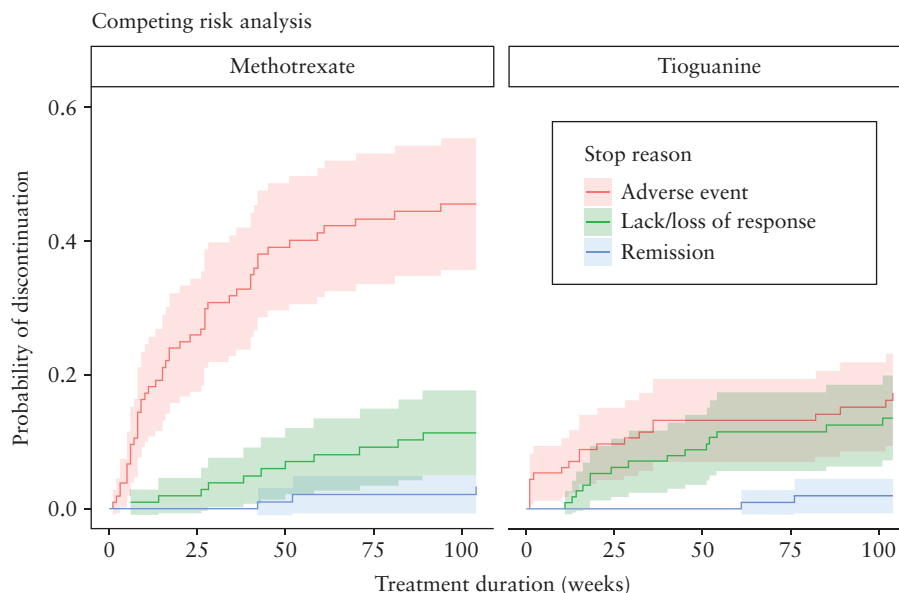 Competing risk analysis
Methotrexate
Tioguanine
Probability of discontinuation
0.6
0.4
0.2
0.0
Stop reason
Adverse event
Lack/loss of response
Remission
0 25 50 75 100
0 25 50 75 100
Treatment duration (weeks)